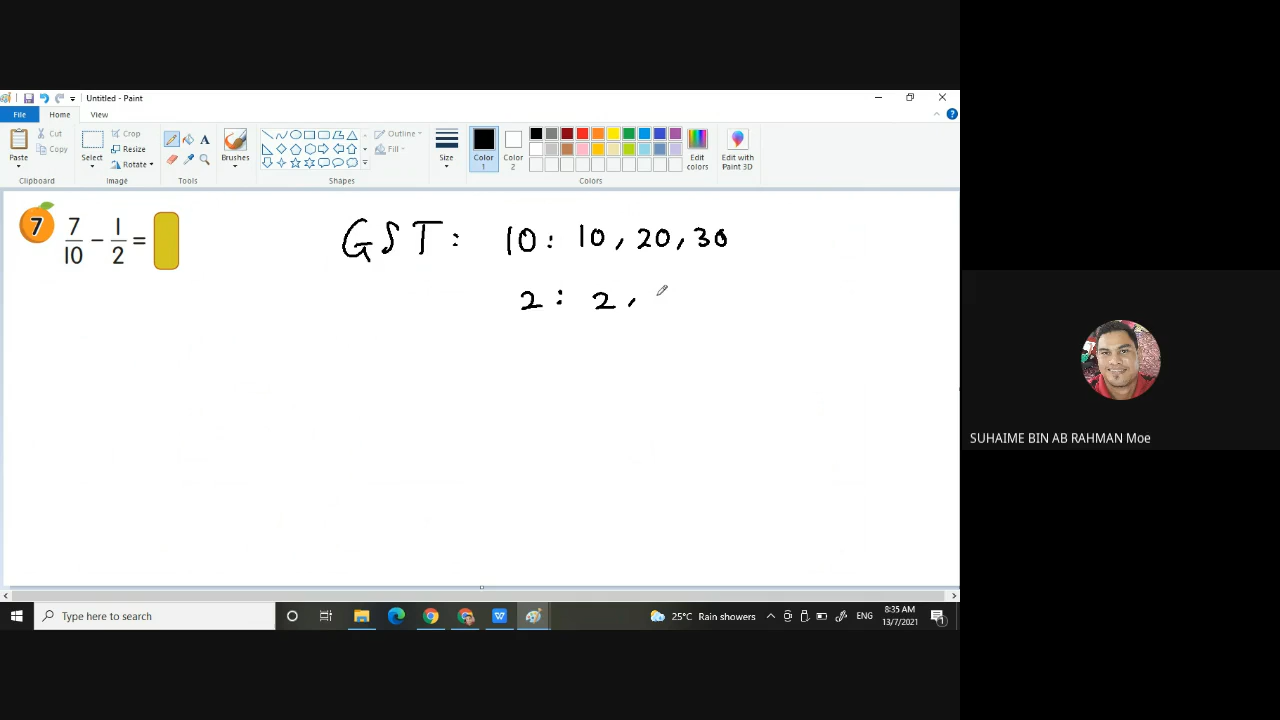 Untitled - Paint
File Home View
Paste Cut Copy Select Crop Resize Rotate Brushes Outline Fill Size Color 1 Color 2 Edit colors Edit with Paint 3D
Clipboard Image Tools Shapes Colors
7 7/10 - 1/2 =
GST: 10: 10, 20, 30
2: 2,
SUHAIME BIN AB RAHMAN Moe
Type here to search 25°C Rain showers ENG 8:35 AM 13/7/2021 1